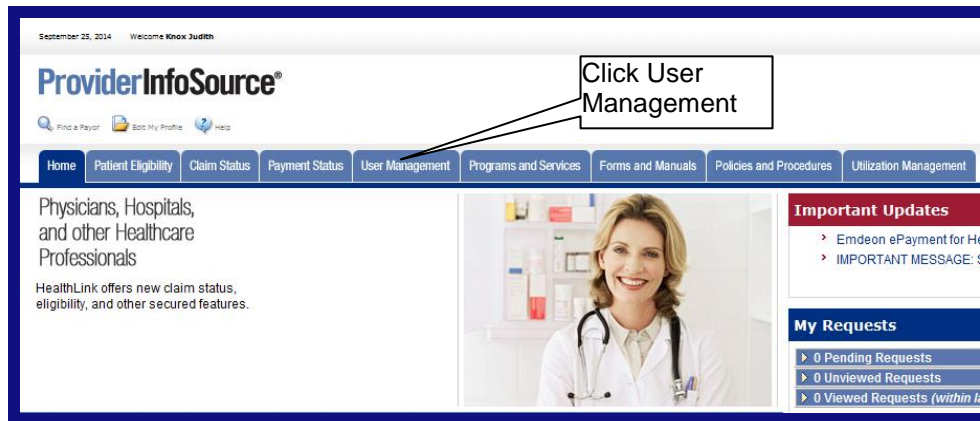 September 25, 2014 Welcome Knox Judith
ProviderInfoSource®
Click User
Management
Find a Payor Edit My Profile Help
Home Patient Eligibility Claim Status Payment Status User Management Programs and Services Forms and Manuals Policies and Procedures Utilization Management
Physicians, Hospitals,
and other Healthcare
Professionals
HealthLink offers new claim status,
eligibility, and other secured features.
Important Updates
Emdeon ePayment for He
IMPORTANT MESSAGE: S
My Requests
0 Pending Requests
0 Unviewed Requests
0 Viewed Requests (within la